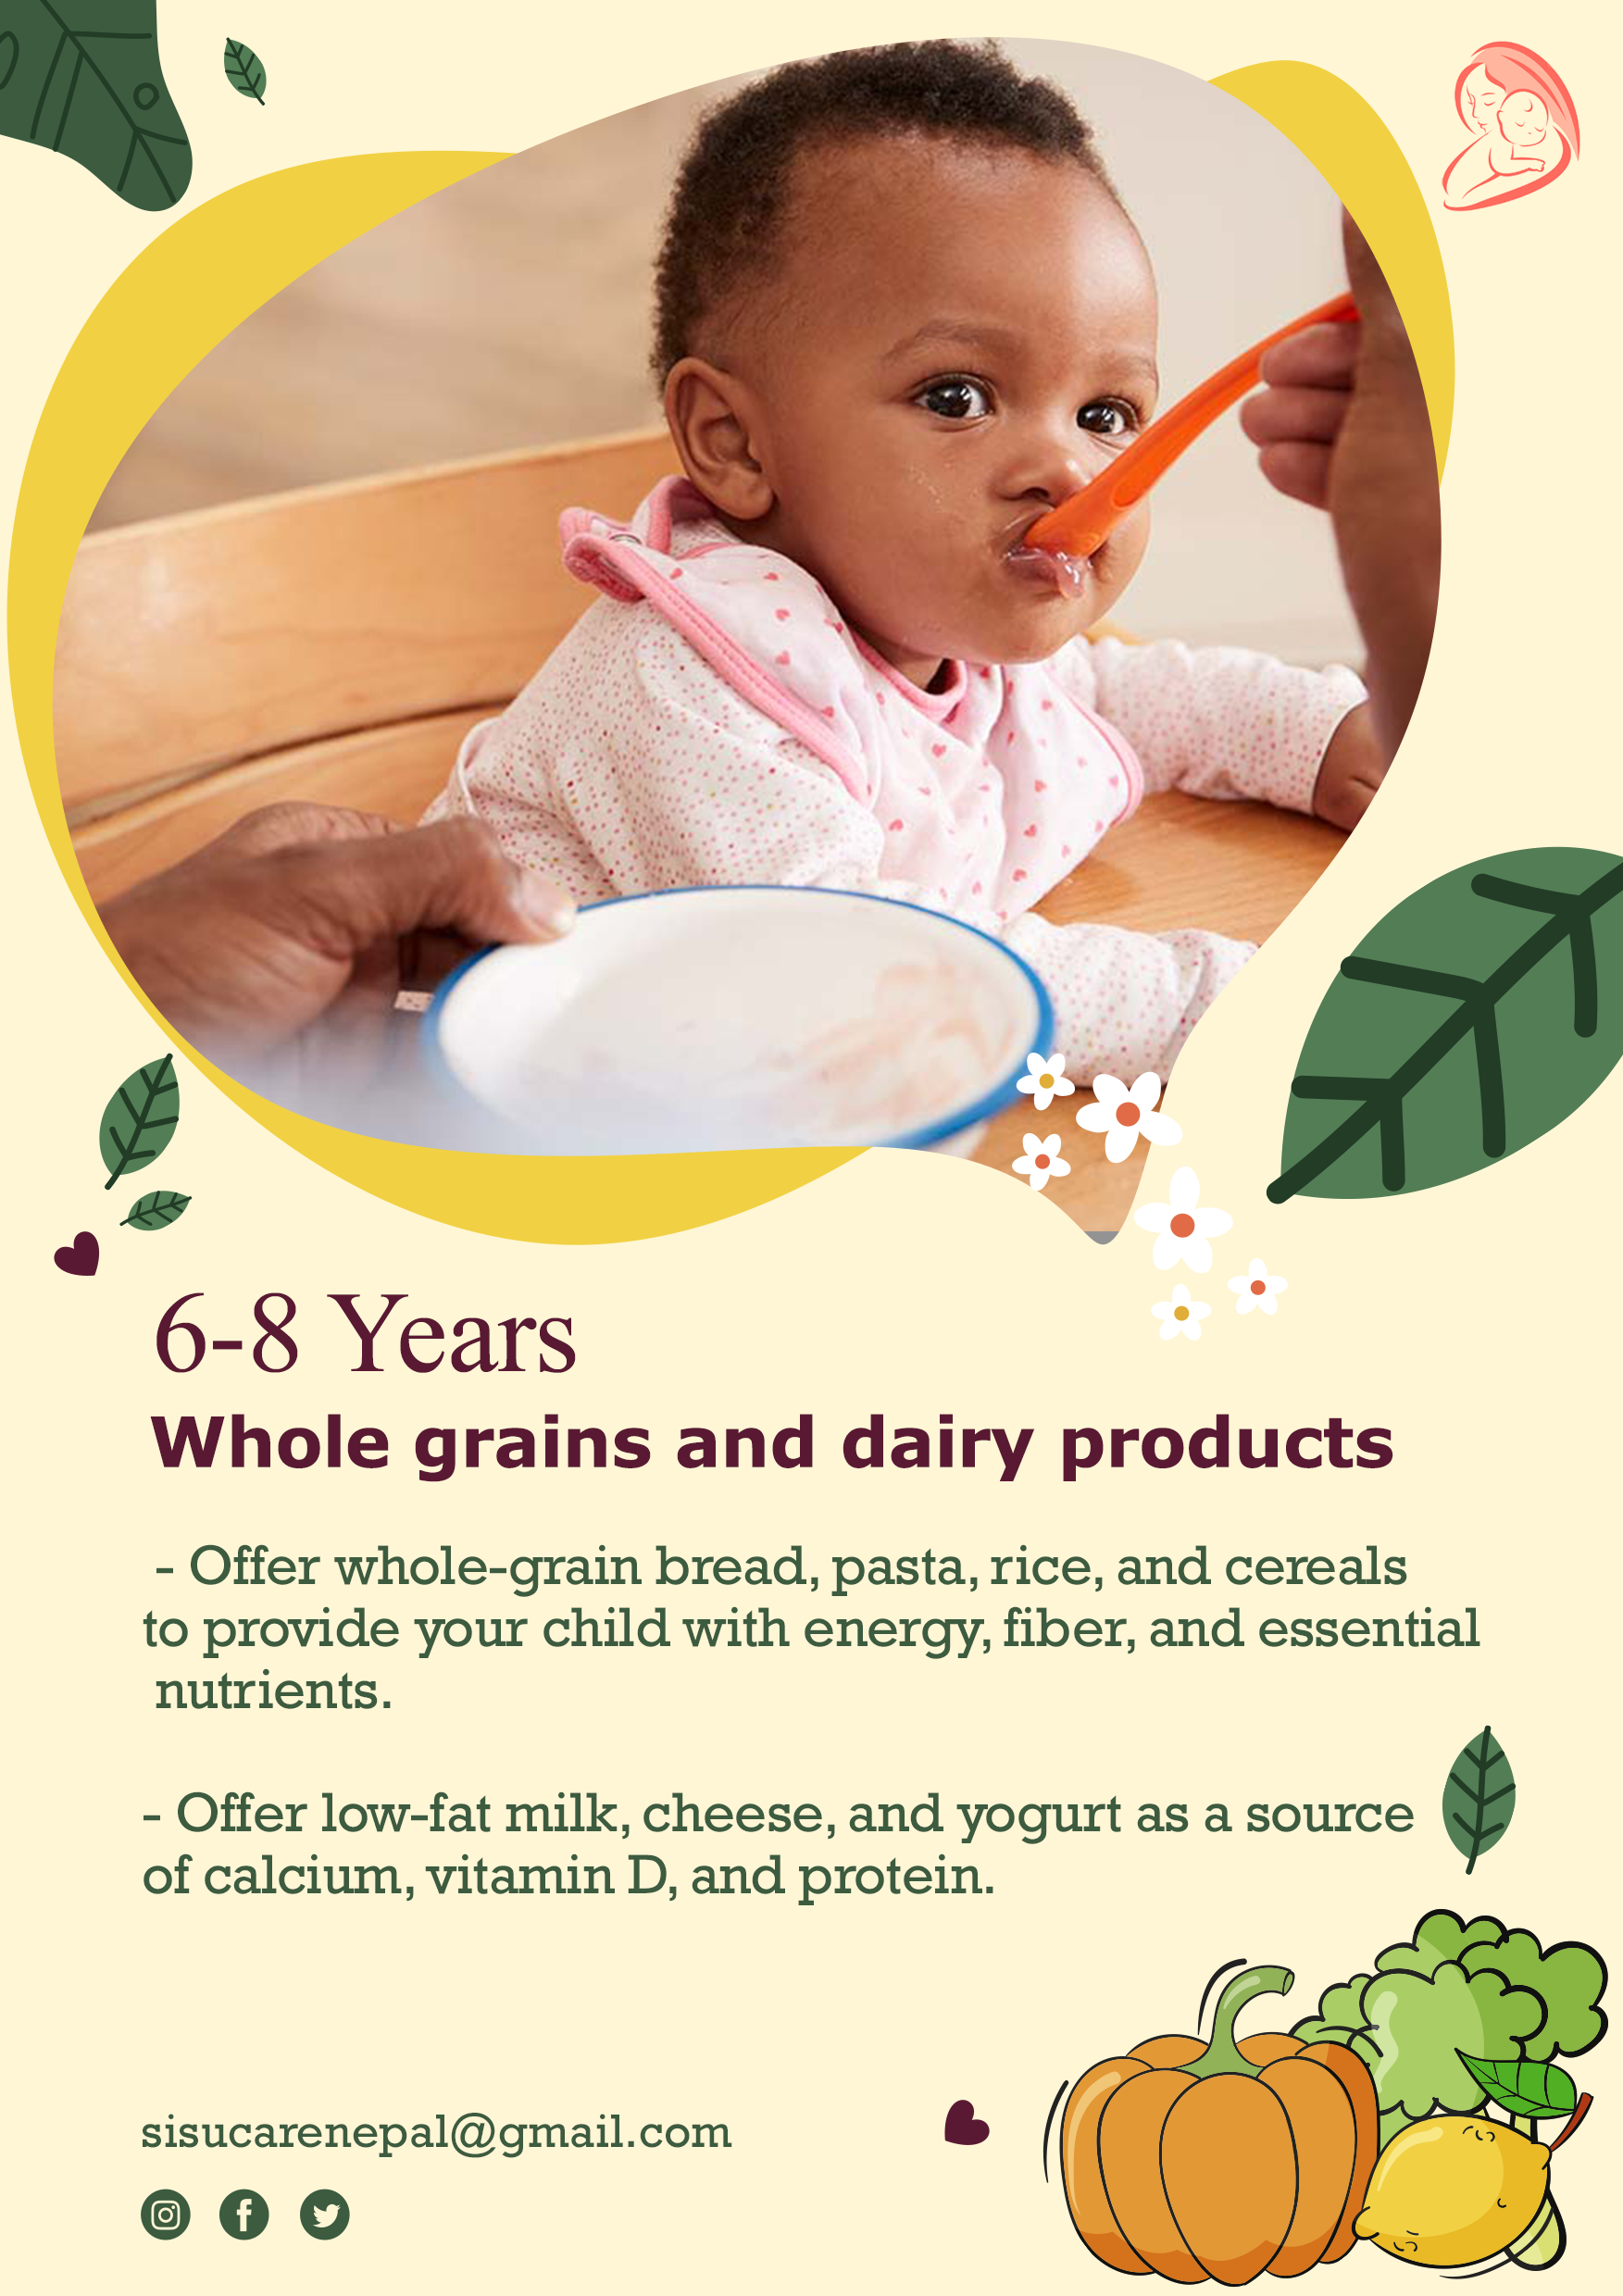 6-8 Years
Whole grains and dairy products
- Offer whole-grain bread, pasta, rice, and cereals
to provide your child with energy, fiber, and essential
nutrients.
- Offer low-fat milk, cheese, and yogurt as a source
of calcium, vitamin D, and protein.
sisucarenepal@gmail.com